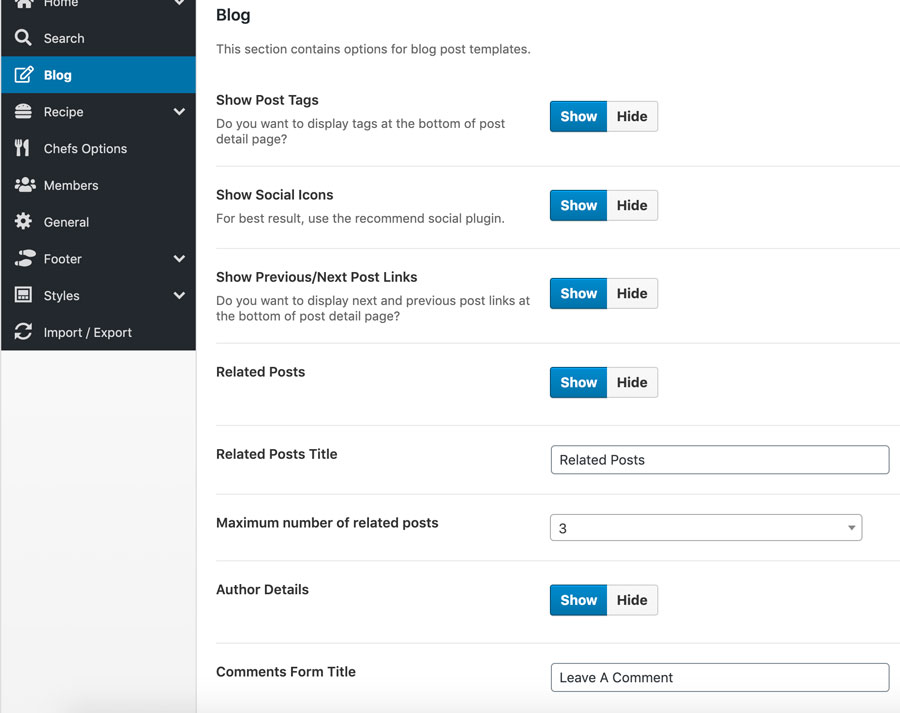 Home
Search
Blog
Recipe
Chefs Options
Members
General
Footer
Styles
Import / Export
Blog
This section contains options for blog post templates.
Show Post Tags
Do you want to display tags at the bottom of post
detail page?
Show Hide
Show Social Icons
For best result, use the recommend social plugin.
Show Hide
Show Previous/Next Post Links
Do you want to display next and previous post links at
the bottom of post detail page?
Show Hide
Related Posts
Show Hide
Related Posts Title
Related Posts
Maximum number of related posts
3
Author Details
Show Hide
Comments Form Title
Leave A Comment